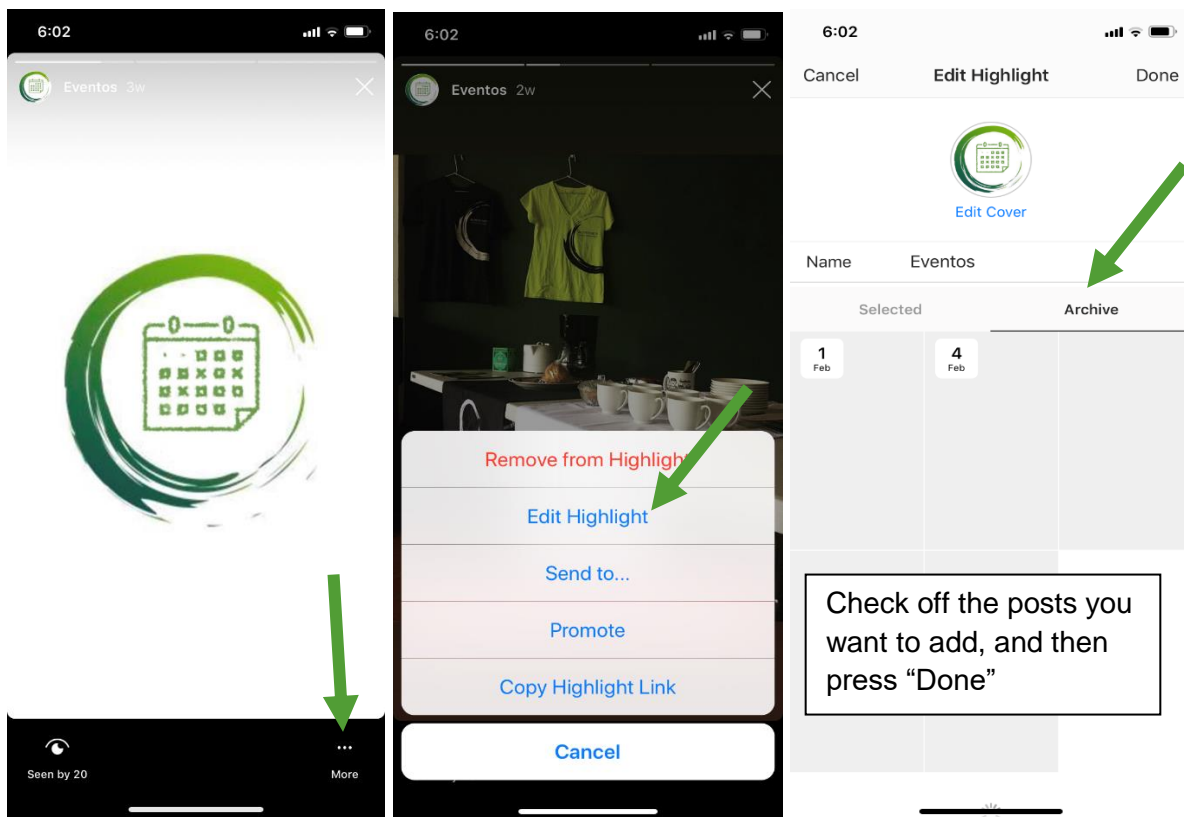 6:02
Eventos 3w
Seen by 20
More
6:02
Eventos 2w
Remove from Highlight
Edit Highlight
Send to...
Promote
Copy Highlight Link
Cancel
6:02
Cancel Edit Highlight Done
Edit Cover
Name Eventos
Selected Archive
1 4
Feb Feb
Check off the posts you
want to add, and then
press “Done”